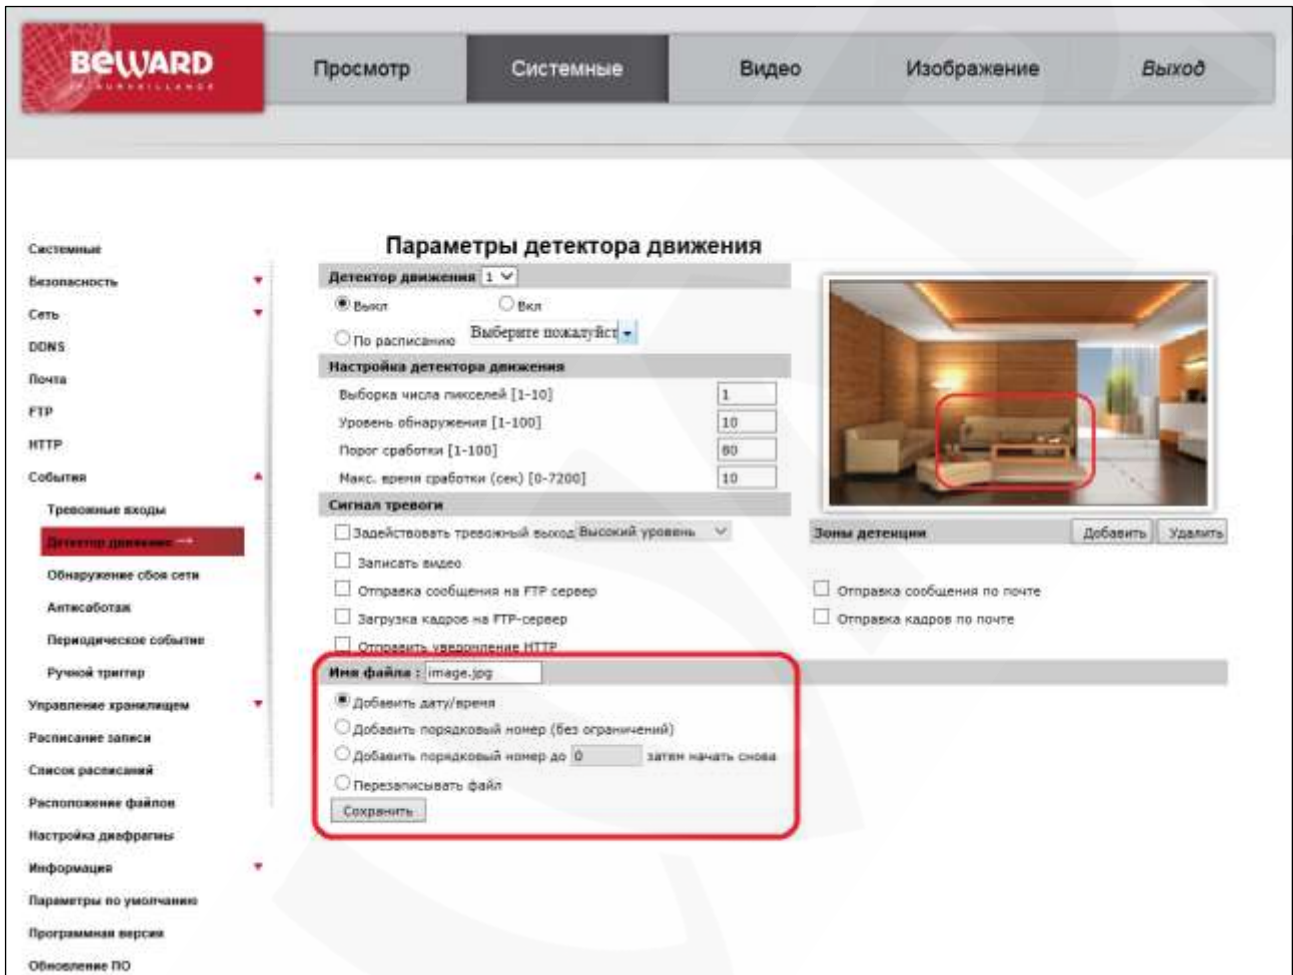 BEWARD
IP SURVEILLANCE
Просмотр
Системные
Видео
Изображение
Выход
Системные
Безопасность
Сеть
DDNS
Почта
FTP
HTTP
События
Тревожные входы
Детектор движения →
Обнаружение сбоя сети
Антисаботаж
Периодическое событие
Ручной триггер
Управление хранилищем
Расписание записи
Список расписаний
Расположение файлов
Настройка диафрагмы
Информация
Параметры по умолчанию
Программная версия
Обновление ПО
Параметры детектора движения
Детектор движения 1
Выкл Вкл
По расписанию Выберите пожалуйст
Настройка детектора движения
Выборка числа пикселей [1-10] 1
Уровень обнаружения [1-100] 10
Порог сработки [1-100] 80
Макс. время сработки (сек) [0-7200] 10
Сигнал тревоги
Задействовать тревожный выход Высокий уровень
Записать видео
Отправка сообщения на FTP сервер
Загрузка кадров на FTP-сервер
Отправить уведомление HTTP
Зоны детекции Добавить Удалить
Отправка сообщения по почте
Отправка кадров по почте
Имя файла : image.jpg
Добавить дату/время
Добавить порядковый номер (без ограничений)
Добавить порядковый номер до 0 затем начать снова
Перезаписывать файл
Сохранить